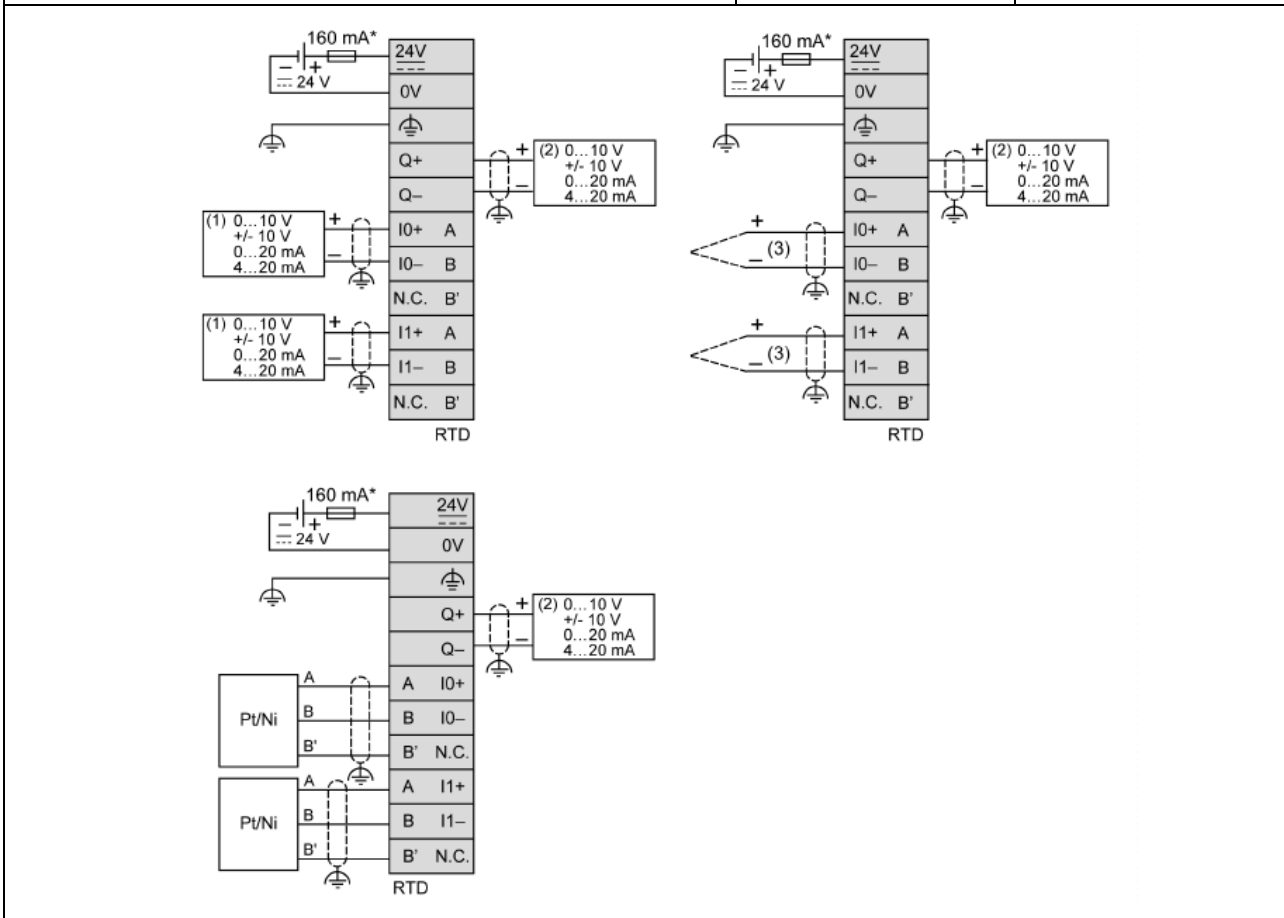 160 mA*
24V
– +
24 V
0V
Q+
+ (2) 0...10 V
+/- 10 V
0...20 mA
– 4...20 mA
Q–
(1) 0...10 V +
+/- 10 V
0...20 mA –
4...20 mA
I0+ A
I0– B
N.C. B'
(1) 0...10 V +
+/- 10 V
0...20 mA –
4...20 mA
I1+ A
I1– B
N.C. B'
RTD
160 mA*
24V
– +
24 V
0V
Q+
+ (2) 0...10 V
+/- 10 V
0...20 mA
– 4...20 mA
Q–
+
– (3)
I0+ A
I0– B
N.C. B'
+
– (3)
I1+ A
I1– B
N.C. B'
RTD
160 mA*
24V
– +
24 V
0V
Q+
+ (2) 0...10 V
+/- 10 V
0...20 mA
– 4...20 mA
Q–
Pt/Ni
A
B
B'
A I0+
B I0–
B' N.C.
Pt/Ni
A
B
B'
A I1+
B I1–
B' N.C.
RTD